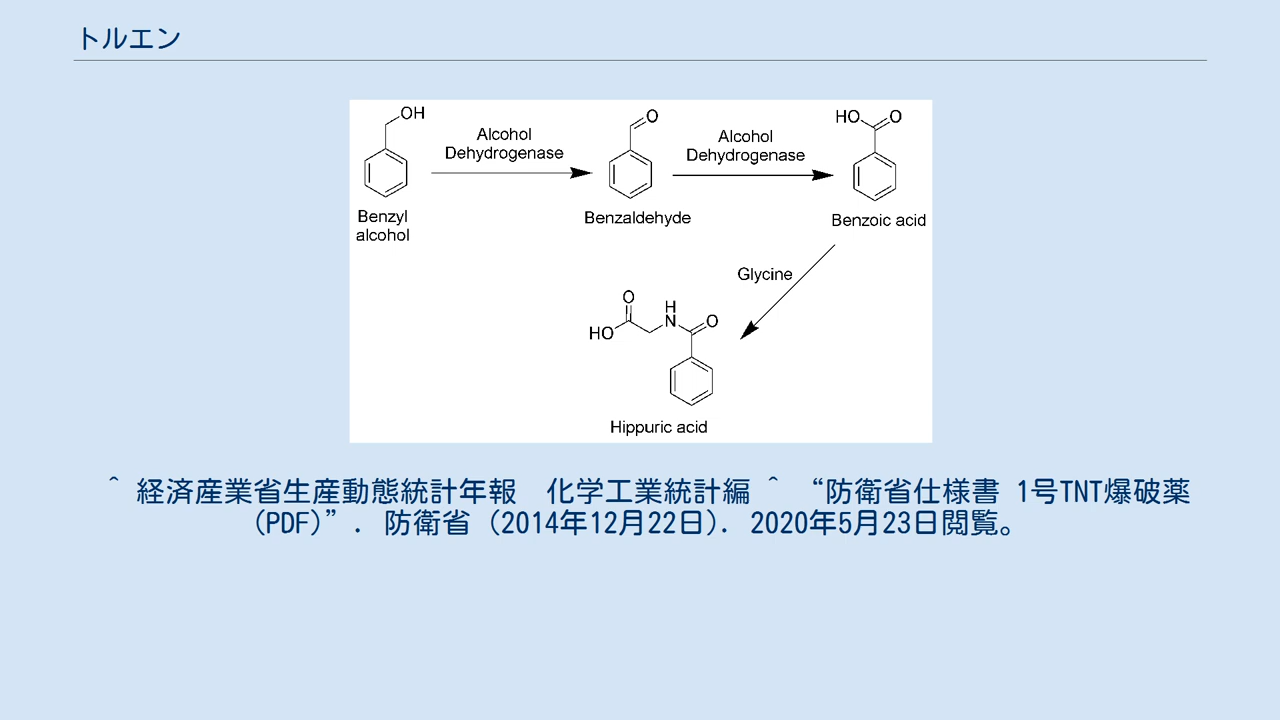 トルエン
OH
O
HO
O
Alcohol
Dehydrogenase
Alcohol
Dehydrogenase
Benzyl
alcohol
Benzaldehyde
Benzoic acid
Glycine
O
H
N
O
HO
Hippuric acid
^ 経済産業省生産動態統計年報　化学工業統計編 ^ “防衛省仕様書 1号TNT爆破薬
(PDF)”. 防衛省 (2014年12月22日). 2020年5月23日閲覧。